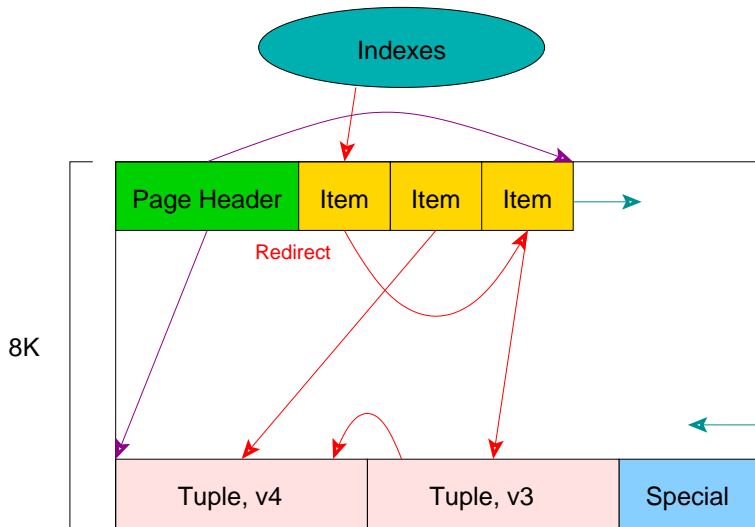 Indexes
Page Header
Item
Item
Item
Redirect
8K
Tuple, v4
Tuple, v3
Special